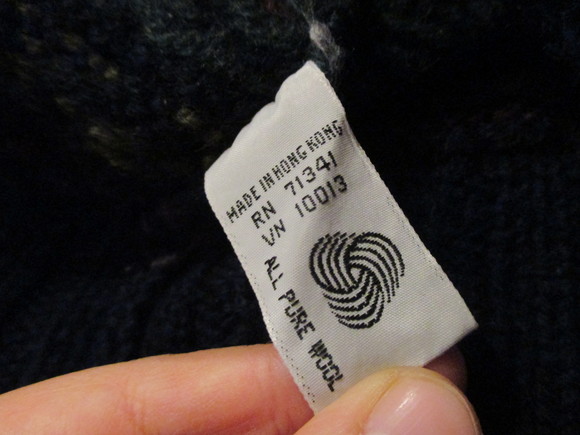 MADE IN HONG KONG
RN 71341
VN 10013
ALL PURE WOOL